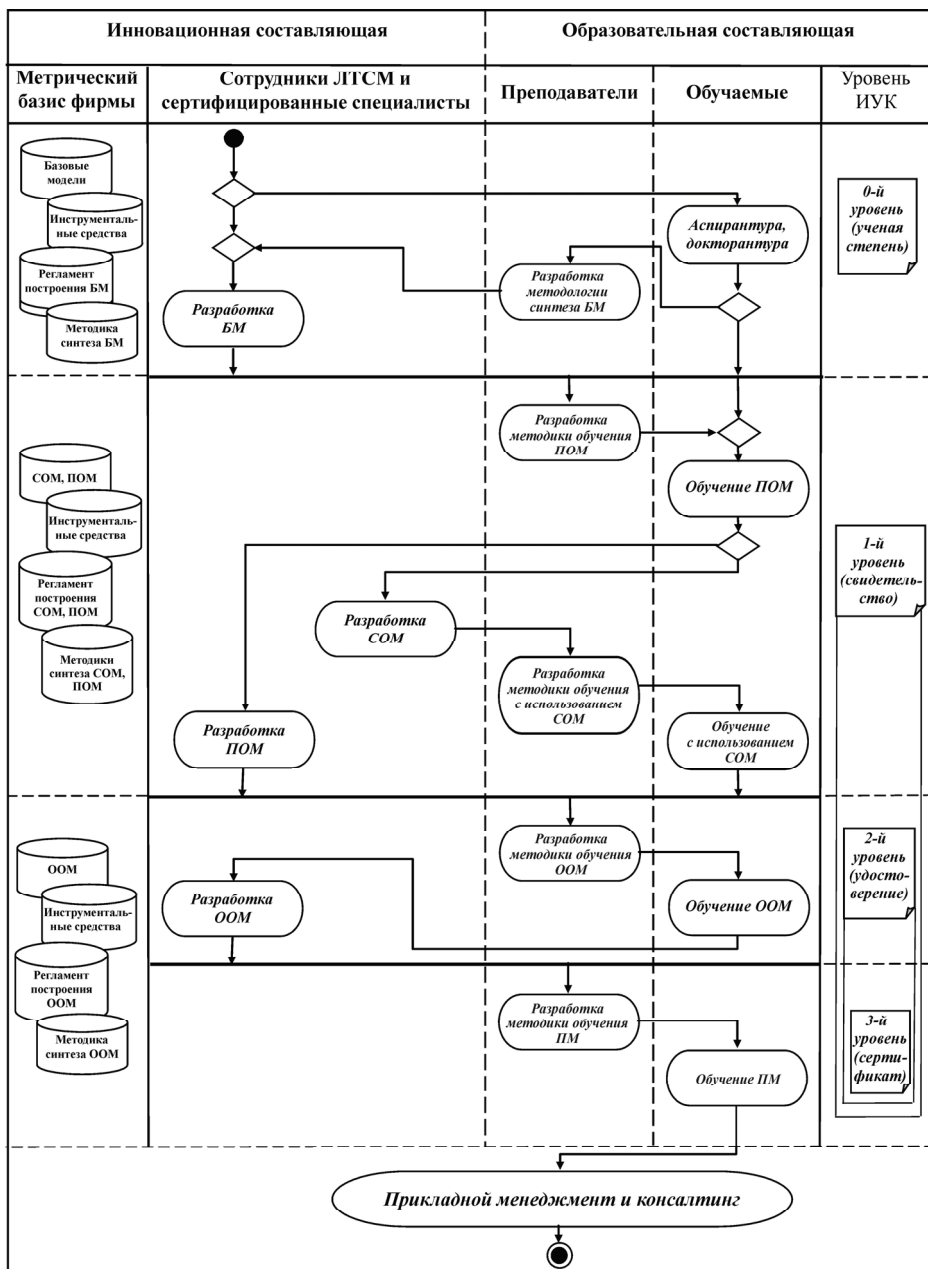 Инновационная составляющая
Образовательная составляющая
Метрический
базис фирмы
Сотрудники ЛТСМ и
сертифицированные специалисты
Преподаватели
Обучаемые
Уровень
ИУК
Базовые
модели
Инструменталь-
ные средства
Регламент
построения БМ
Методика
синтеза БМ
Аспирантура,
докторантура
Разработка
методологии
синтеза БМ
Разработка
БМ
0-й
уровень
(ученая
степень)
СОМ, ПОМ
Инструменталь-
ные средства
Регламент
построения
СОМ, ПОМ
Методики
синтеза СОМ,
ПОМ
Разработка
методики обучения
ПОМ
Обучение ПОМ
Разработка
СОМ
Разработка
методики обучения
с использованием
СОМ
Разработка
ПОМ
Обучение
с использованием
СОМ
1-й
уровень
(свидетель-
ство)
ООМ
Инструменталь-
ные средства
Регламент
построения
ООМ
Методика
синтеза ООМ
Разработка
методики обучения
ООМ
Разработка
ООМ
Обучение ООМ
2-й
уровень
(удосто-
верение)
Разработка
методики обучения
ПМ
Обучение ПМ
3-й
уровень
(серти-
фикат)
Прикладной менеджмент и консалтинг